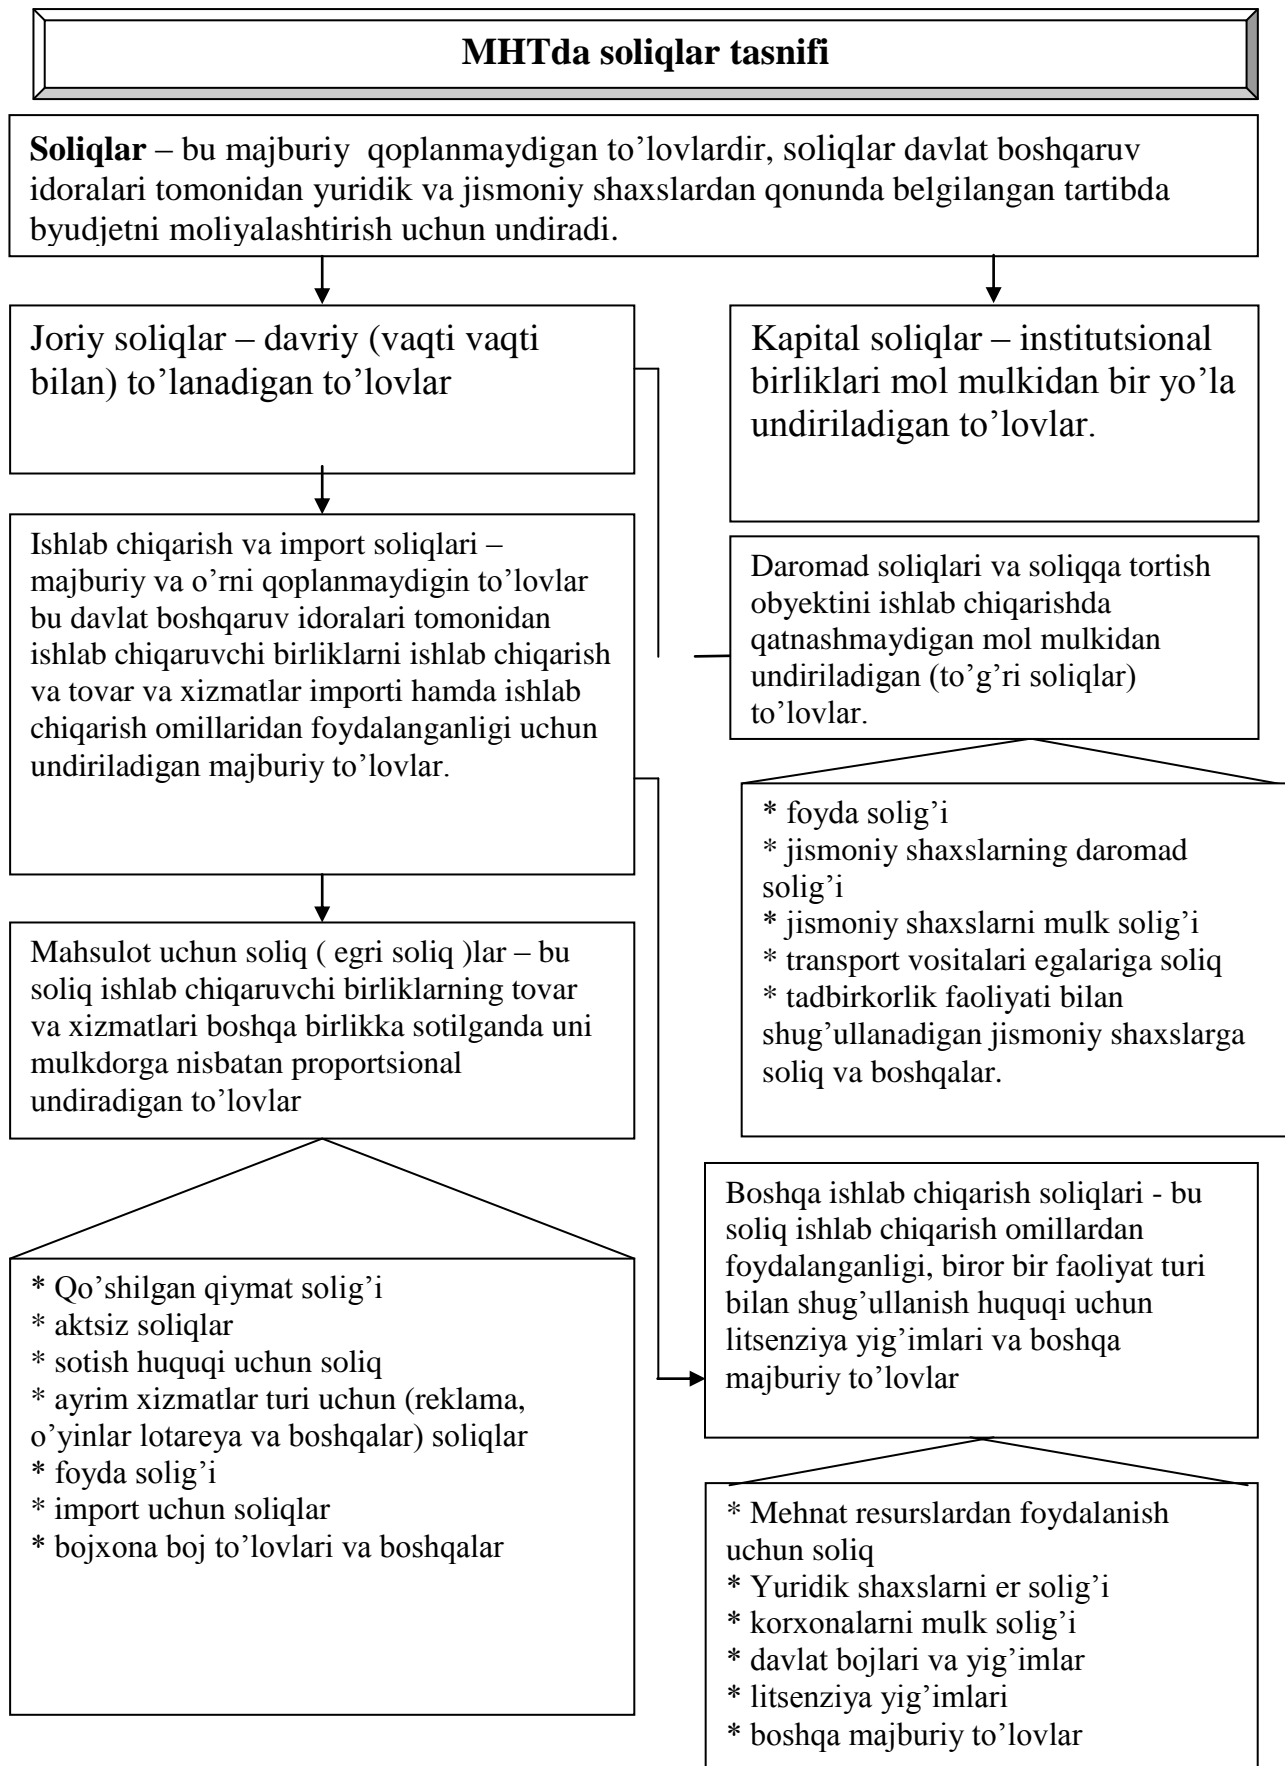 MHTda soliqlar tasnifi
Soliqlar – bu majburiy qoplanmaydigan to’lovlardir, soliqlar davlat boshqaruv
idoralari tomonidan yuridik va jismoniy shaxslardan qonunda belgilangan tartibda
byudjetni moliyalashtirish uchun undiradi.
Joriy soliqlar – davriy (vaqti vaqti
bilan) to’lanadigan to’lovlar
Kapital soliqlar – institutsional
birliklari mol mulkidan bir yo’la
undiriladigan to’lovlar.
Ishlab chiqarish va import soliqlari –
majburiy va o’rni qoplanmaydigin to’lovlar
bu davlat boshqaruv idoralari tomonidan
ishlab chiqaruvchi birliklarni ishlab chiqarish
va tovar va xizmatlar importi hamda ishlab
chiqarish omillaridan foydalanganligi uchun
undiriladigan majburiy to’lovlar.
Daromad soliqlari va soliqqa tortish
obyektini ishlab chiqarishda
qatnashmaydigan mol mulkidan
undiriladigan (to’g’ri soliqlar)
to’lovlar.
* foyda solig’i
* jismoniy shaxslarning daromad
solig’i
* jismoniy shaxslarni mulk solig’i
* transport vositalari egalariga soliq
* tadbirkorlik faoliyati bilan
shug’ullanadigan jismoniy shaxslarga
soliq va boshqalar.
Mahsulot uchun soliq ( egri soliq )lar – bu
soliq ishlab chiqaruvchi birliklarning tovar
va xizmatlari boshqa birlikka sotilganda uni
mulkdorga nisbatan proportsional
undiradigan to’lovlar
Boshqa ishlab chiqarish soliqlari - bu
soliq ishlab chiqarish omillardan
foydalanganligi, biror bir faoliyat turi
bilan shug’ullanish huquqi uchun
litsenziya yig’imlari va boshqa
majburiy to’lovlar
* Qo’shilgan qiymat solig’i
* aktsiz soliqlar
* sotish huquqi uchun soliq
* ayrim xizmatlar turi uchun (reklama,
o’yinlar lotareya va boshqalar) soliqlar
* foyda solig’i
* import uchun soliqlar
* bojxona boj to’lovlari va boshqalar
* Mehnat resurslardan foydalanish
uchun soliq
* Yuridik shaxslarni er solig’i
* korxonalarni mulk solig’i
* davlat bojlari va yig’imlar
* litsenziya yig’imlari
* boshqa majburiy to’lovlar